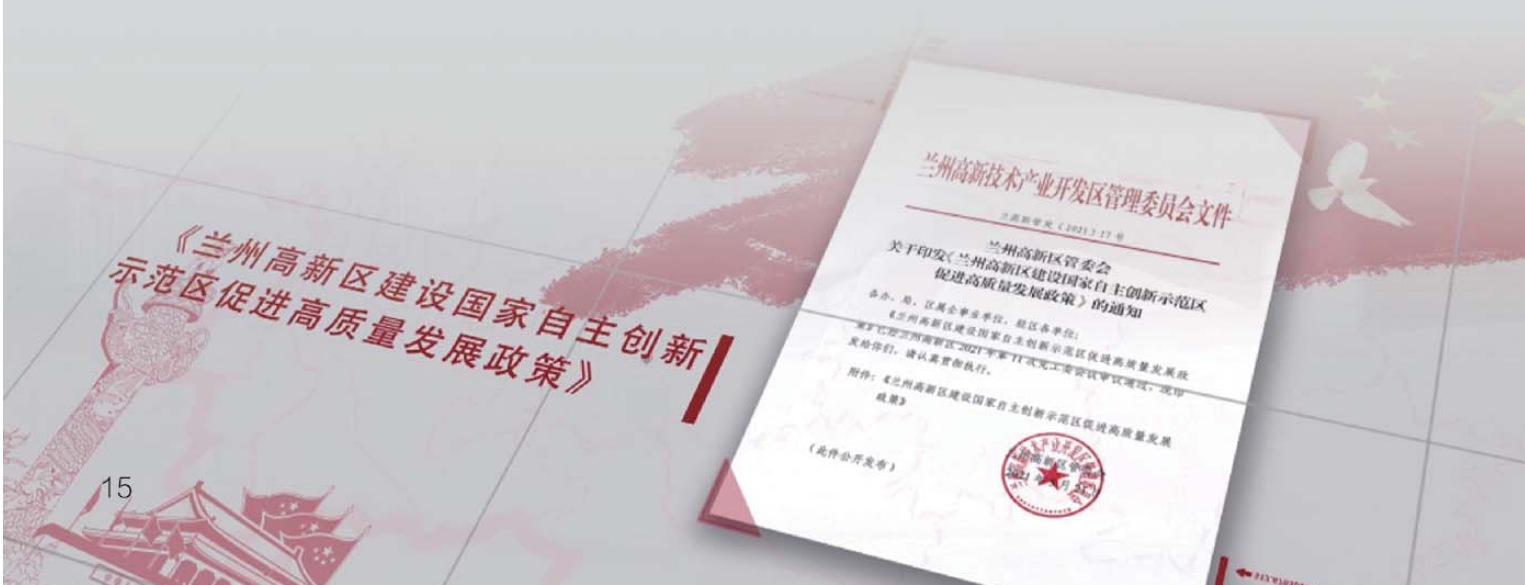 《兰州高新区建设国家自主创新
示范区促进高质量发展政策》
15
兰州高新技术产业开发区管理委员会文件
兰高新管发〔2021〕17号
兰州高新区管委会
关于印发《兰州高新区建设国家自主创新示范区
促进高质量发展政策》的通知
各办、局，区属企事业单位，驻区各单位：
《兰州高新区建设国家自主创新示范区促进高质量发展政
策》已经兰州高新区2021年第11次党工委会议审议通过，现印
发给你们，请认真贯彻执行。
附件：《兰州高新区建设国家自主创新示范区促进高质量发展
政策》
（此件公开发布）